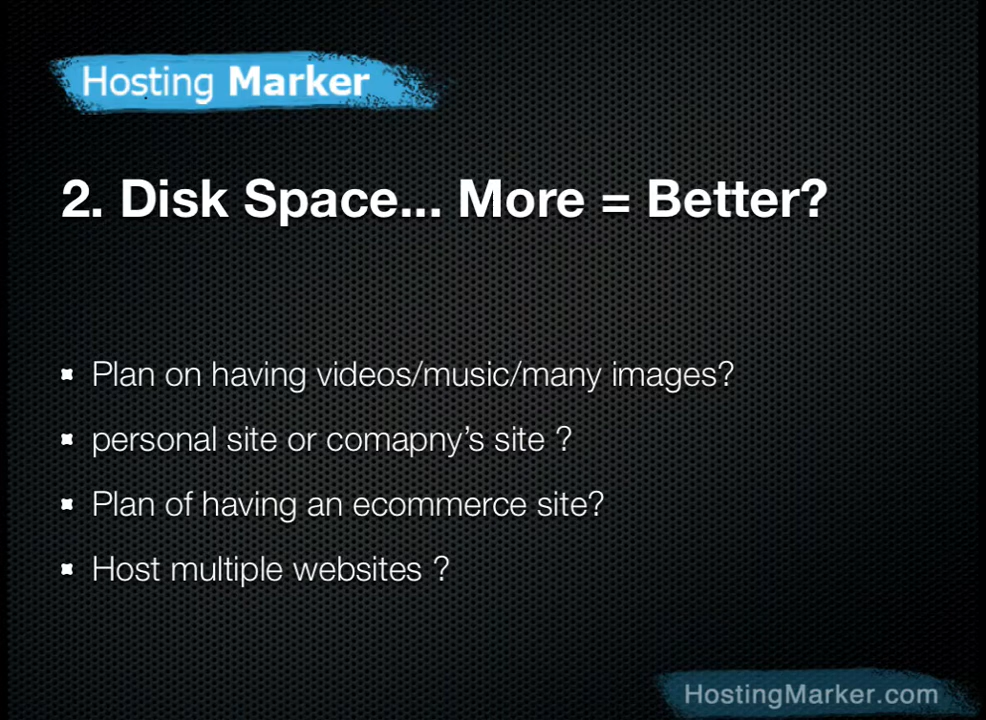 Hosting Marker
2. Disk Space... More = Better?
Plan on having videos/music/many images?
personal site or comapny’s site ?
Plan of having an ecommerce site?
Host multiple websites ?
HostingMarker.com